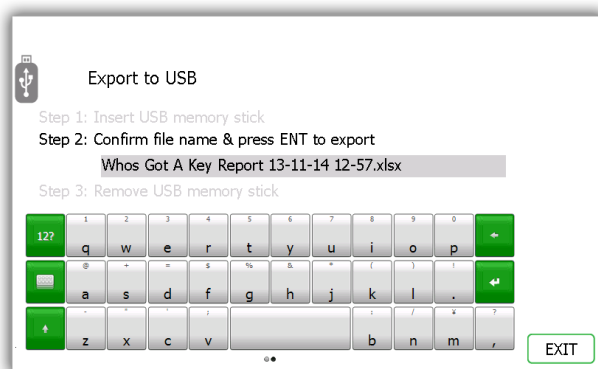 Export to USB
Step 1: Insert USB memory stick
Step 2: Confirm file name & press ENT to export
Whos Got A Key Report 13-11-14 12-57.xlsx
Step 3: Remove USB memory stick
1 2 3 4 5 6 7 8 9 0
12? q w e r t y u i o p
@ + = $ % & * ( ) !
a s d f g h j k l .
- " ' ; : / ¥ ?
z x c v b n m ,
EXIT